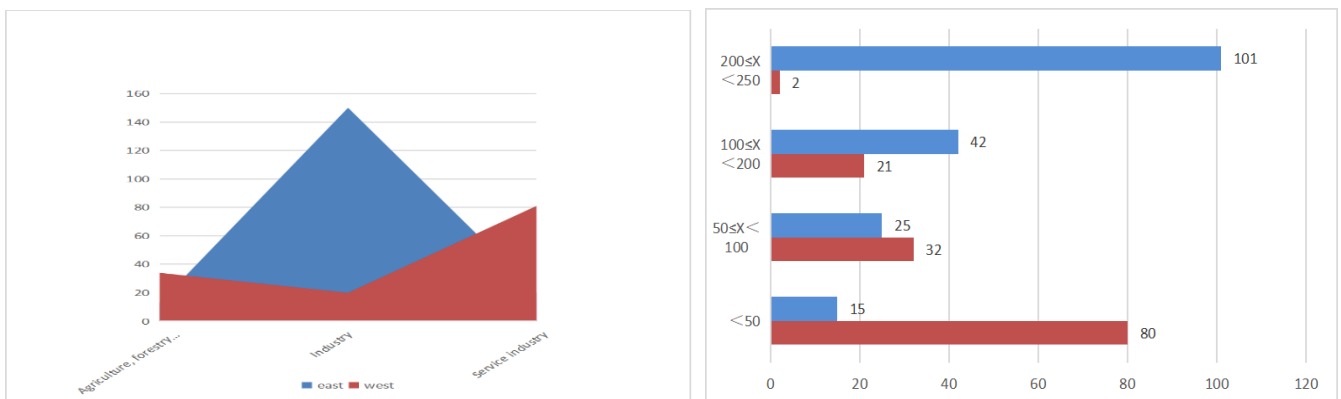 160
140
120
100
80
60
40
20
0
Agriculture, forestry...
Industry
Service industry
east west
200≤X
＜250
101
2
100≤X
＜200
42
21
50≤X＜
100
25
32
＜50
15
80
0 20 40 60 80 100 120